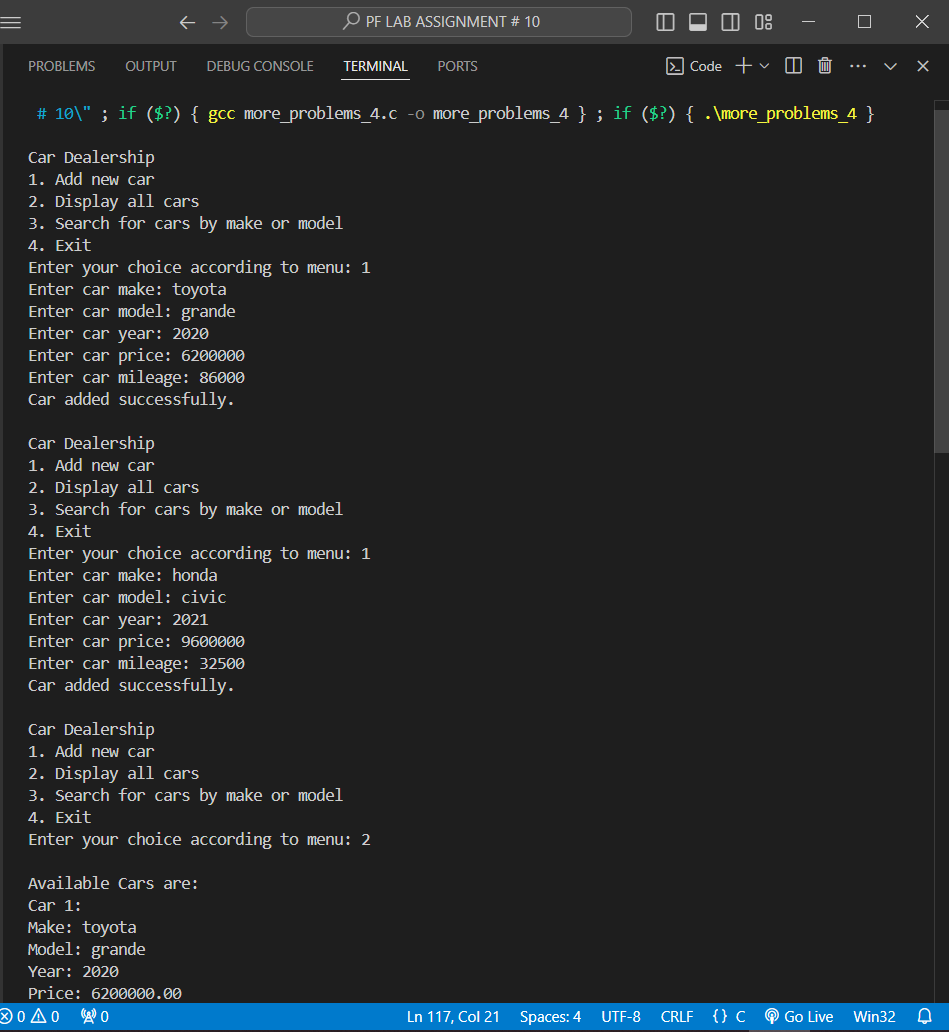 PF LAB ASSIGNMENT # 10
PROBLEMS OUTPUT DEBUG CONSOLE TERMINAL PORTS Code
# 10\" ; if ($?) { gcc more_problems_4.c -o more_problems_4 } ; if ($?) { .\more_problems_4 }
Car Dealership
1. Add new car
2. Display all cars
3. Search for cars by make or model
4. Exit
Enter your choice according to menu: 1
Enter car make: toyota
Enter car model: grande
Enter car year: 2020
Enter car price: 6200000
Enter car mileage: 86000
Car added successfully.
Car Dealership
1. Add new car
2. Display all cars
3. Search for cars by make or model
4. Exit
Enter your choice according to menu: 1
Enter car make: honda
Enter car model: civic
Enter car year: 2021
Enter car price: 9600000
Enter car mileage: 32500
Car added successfully.
Car Dealership
1. Add new car
2. Display all cars
3. Search for cars by make or model
4. Exit
Enter your choice according to menu: 2
Available Cars are:
Car 1:
Make: toyota
Model: grande
Year: 2020
Price: 6200000.00
0 0 0 Ln 117, Col 21 Spaces: 4 UTF-8 CRLF {} C Go Live Win32